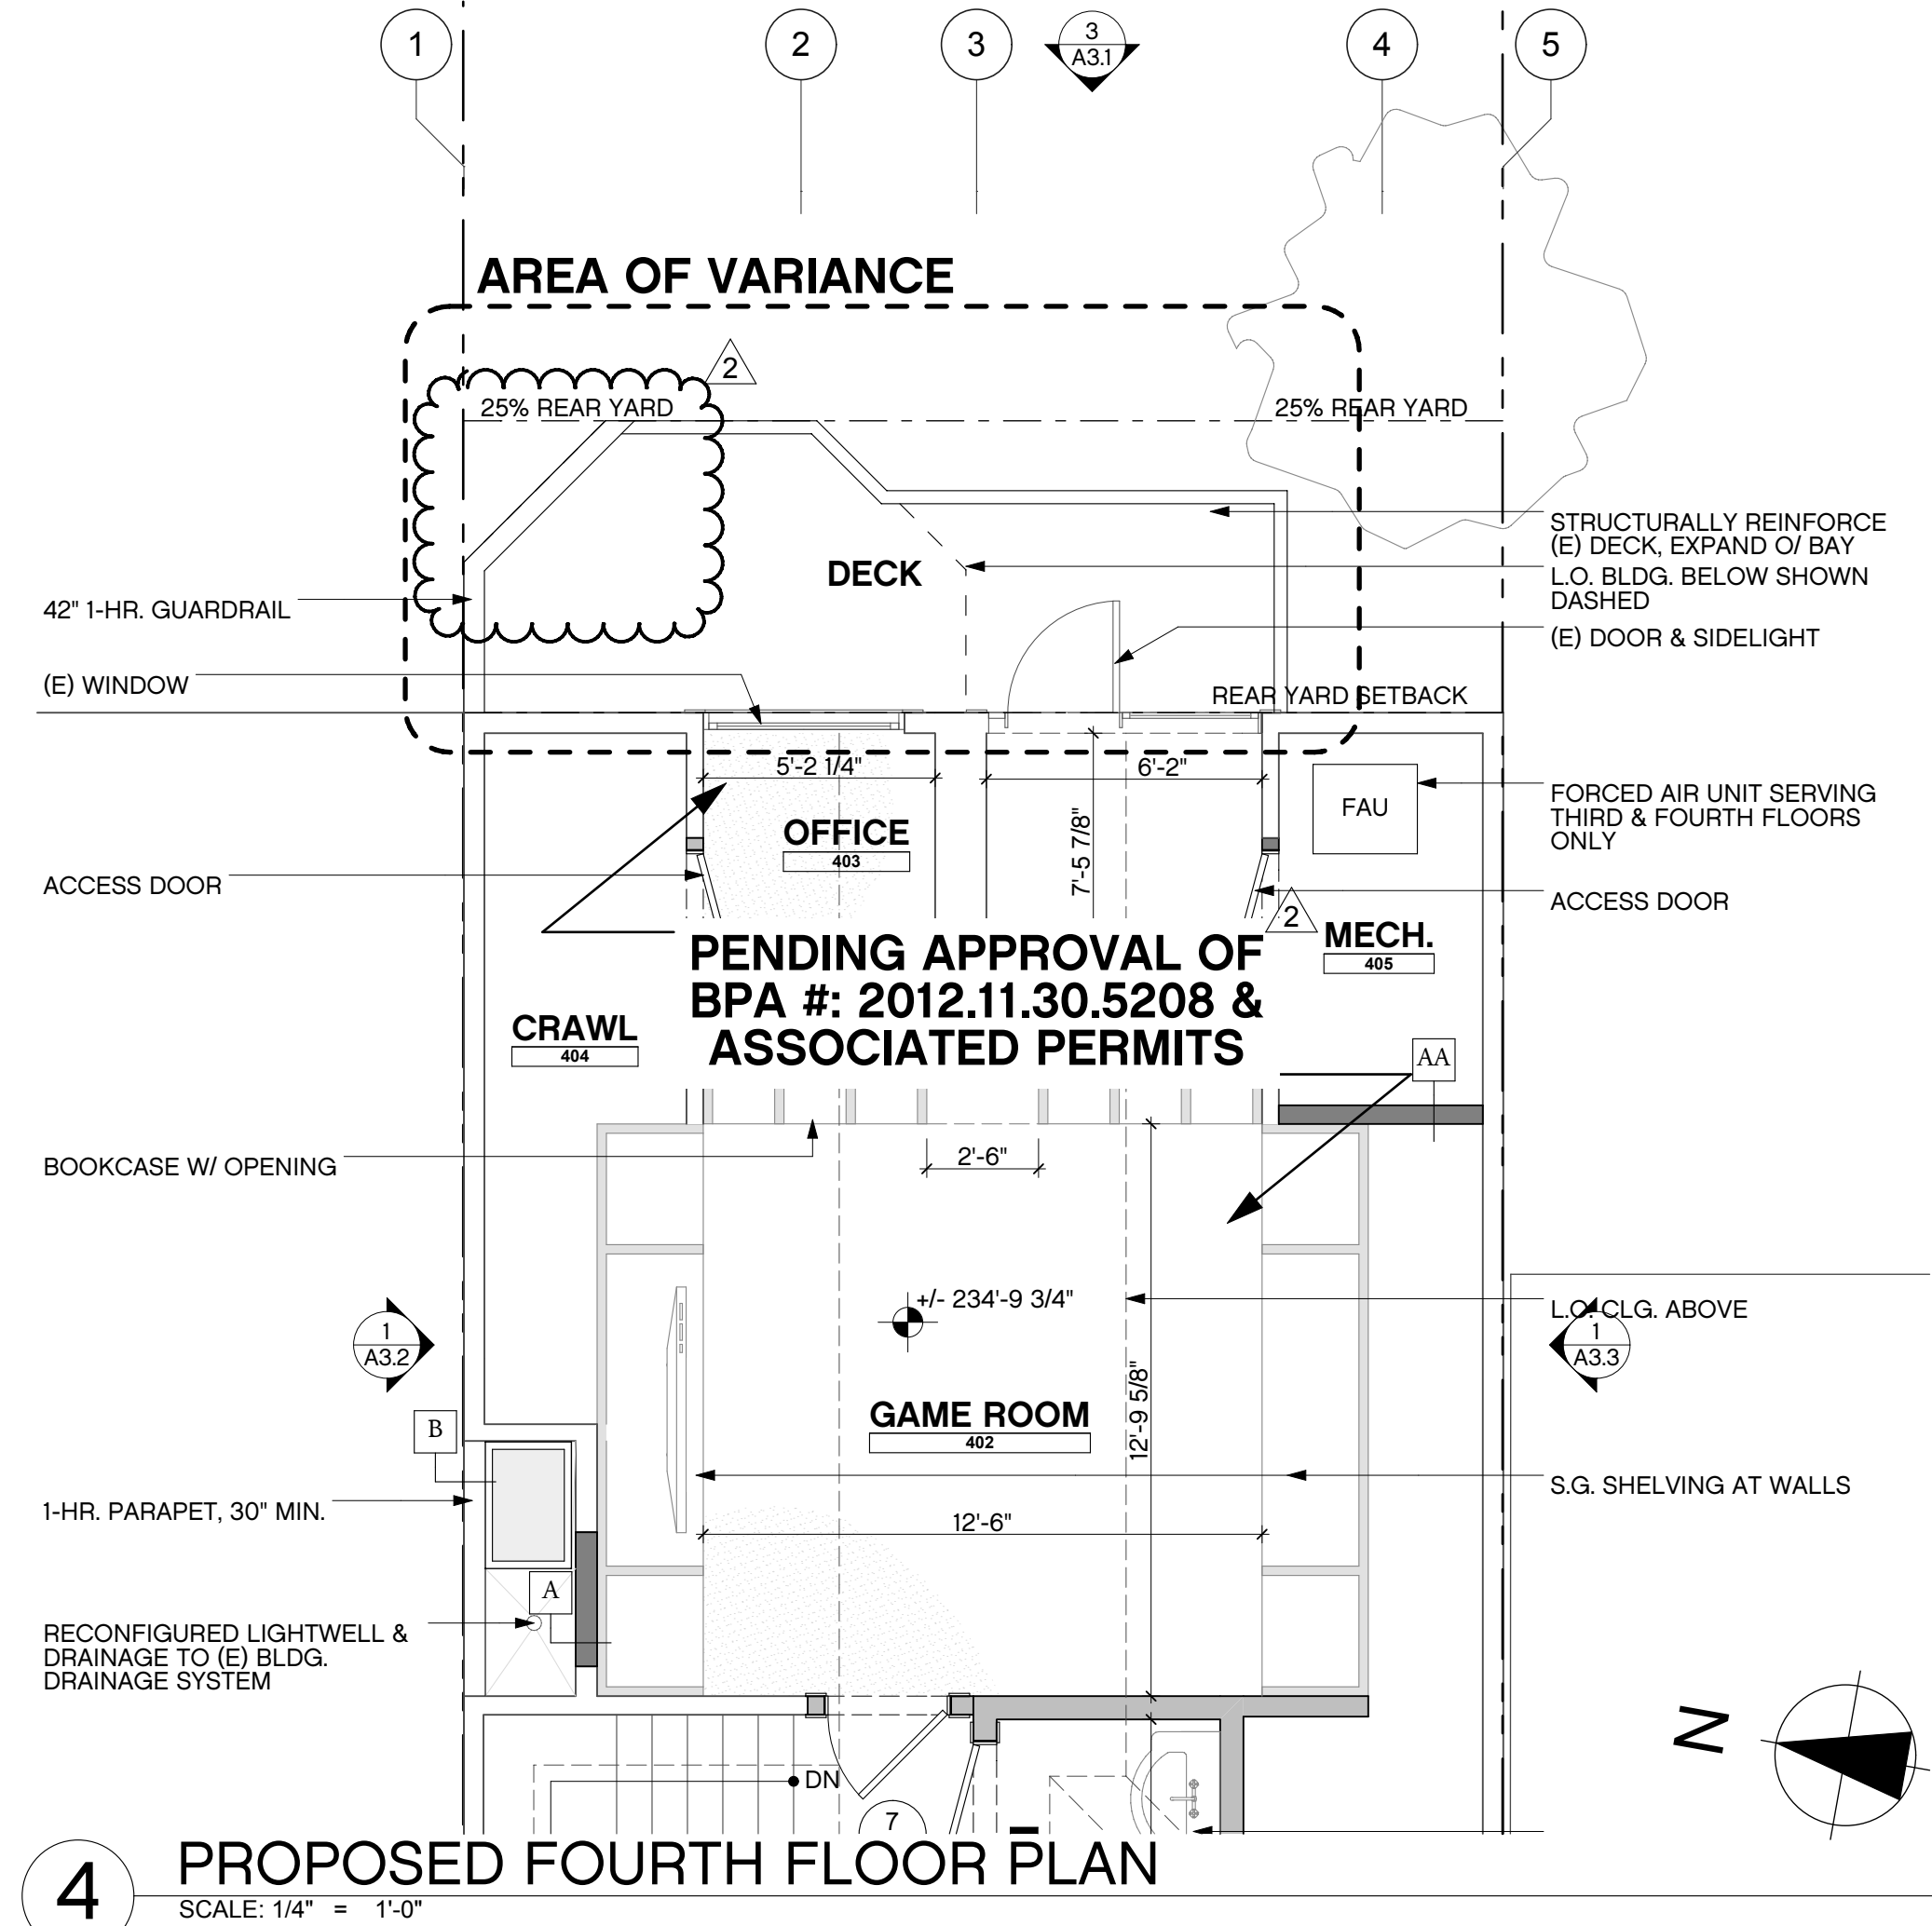 1
2
3
3
A3.1
4
5
AREA OF VARIANCE
2
25% REAR YARD
25% REAR YARD
STRUCTURALLY REINFORCE
(E) DECK, EXPAND O/ BAY
L.O. BLDG. BELOW SHOWN
DASHED
DECK
42" 1-HR. GUARDRAIL
(E) DOOR & SIDELIGHT
(E) WINDOW
REAR YARD SETBACK
5'-2 1/4"
6'-2"
FORCED AIR UNIT SERVING
THIRD & FOURTH FLOORS
ONLY
FAU
OFFICE
403
7'-5 7/8"
ACCESS DOOR
ACCESS DOOR
2
MECH.
405
PENDING APPROVAL OF
BPA #: 2012.11.30.5208 &
ASSOCIATED PERMITS
CRAWL
404
AA
BOOKCASE W/ OPENING
2'-6"
+/- 234'-9 3/4"
L.O. CLG. ABOVE
1
A3.2
1
A3.3
12'-9 5/8"
GAME ROOM
402
B
S.G. SHELVING AT WALLS
1-HR. PARAPET, 30" MIN.
12'-6"
A
RECONFIGURED LIGHTWELL &
DRAINAGE TO (E) BLDG.
DRAINAGE SYSTEM
N
DN
7
4
PROPOSED FOURTH FLOOR PLAN
SCALE: 1/4" = 1'-0"